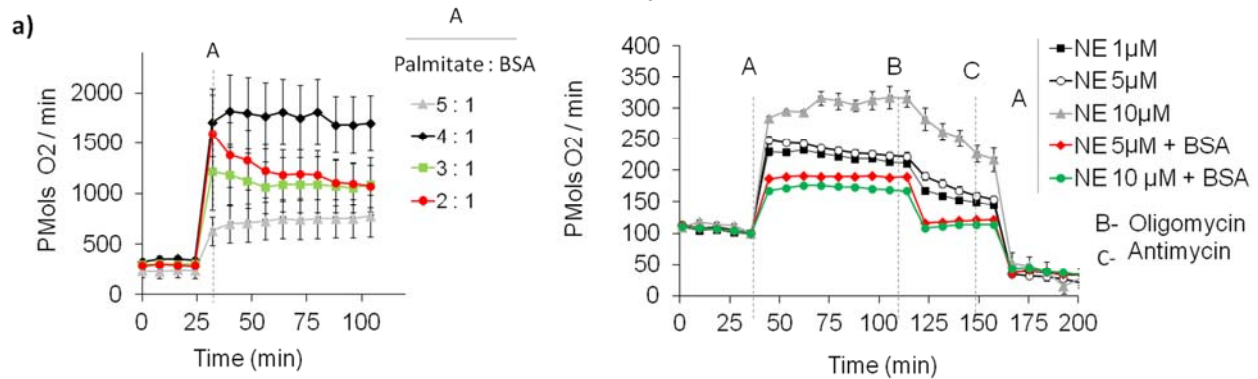 a)
A
A
Palmitate : BSA
5 : 1
4 : 1
3 : 1
2 : 1
PMols O2 / min
2000
1500
1000
500
0
0 25 50 75 100
Time (min)
PMols O2 / min
400
350
300
250
200
150
100
50
0
A B C
0 25 50 75 100 125 150 175 200
Time (min)
A
NE 1µM
NE 5µM
NE 10µM
NE 5µM + BSA
NE 10 µM + BSA
B- Oligomycin
C- Antimycin